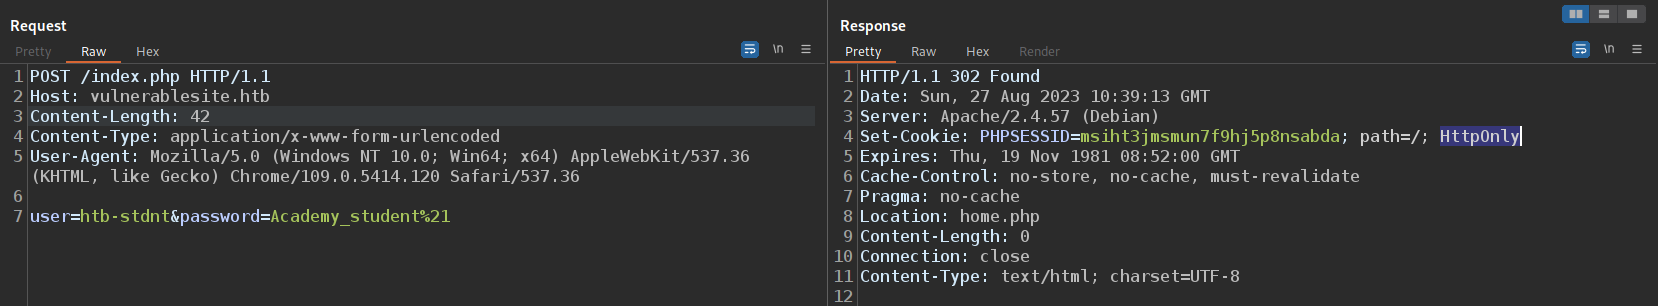 Request
Pretty Raw Hex
\n
1 POST /index.php HTTP/1.1
2 Host: vulnerablesite.htb
3 Content-Length: 42
4 Content-Type: application/x-www-form-urlencoded
5 User-Agent: Mozilla/5.0 (Windows NT 10.0; Win64; x64) AppleWebKit/537.36
(KHTML, like Gecko) Chrome/109.0.5414.120 Safari/537.36
6
7 user=htb-stdnt&password=Academy_student%21
Response
Pretty Raw Hex Render
\n
1 HTTP/1.1 302 Found
2 Date: Sun, 27 Aug 2023 10:39:13 GMT
3 Server: Apache/2.4.57 (Debian)
4 Set-Cookie: PHPSESSID=msiht3jmsmun7f9hj5p8nsabda; path=/; HttpOnly
5 Expires: Thu, 19 Nov 1981 08:52:00 GMT
6 Cache-Control: no-store, no-cache, must-revalidate
7 Pragma: no-cache
8 Location: home.php
9 Content-Length: 0
10 Connection: close
11 Content-Type: text/html; charset=UTF-8
12